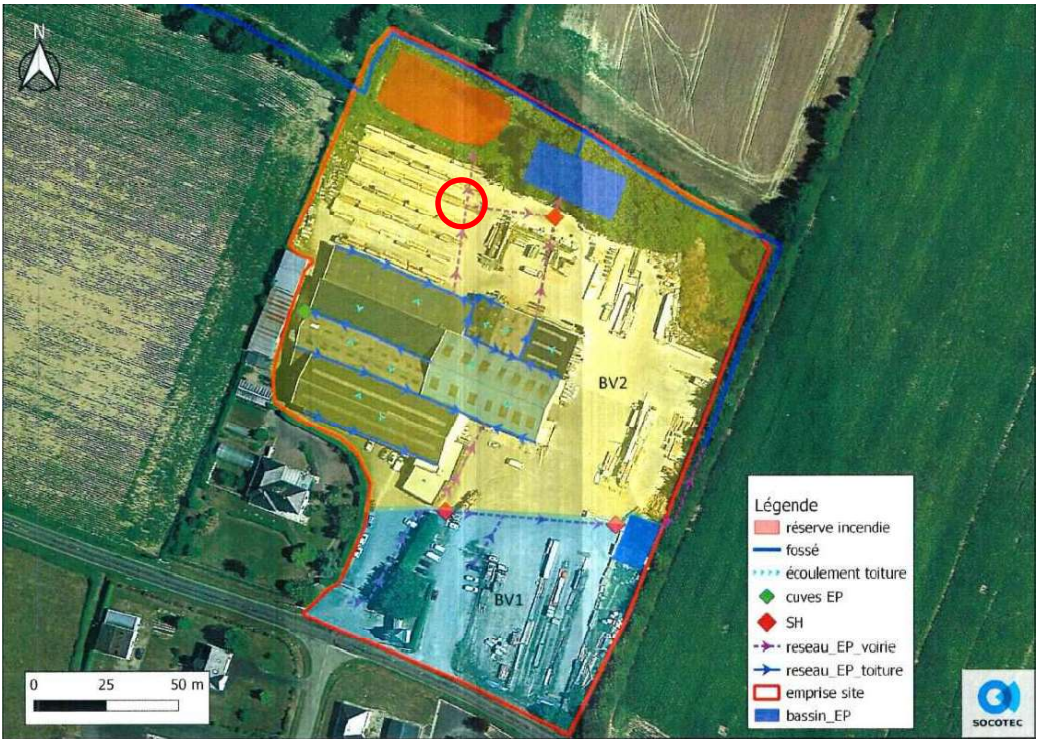 N
BV2
BV1
Légende
réserve incendie
fossé
écoulement toiture
cuves EP
SH
reseau_EP_voirie
reseau_EP_toiture
emprise site
bassin_EP
0 25 50 m
SOCOTEC